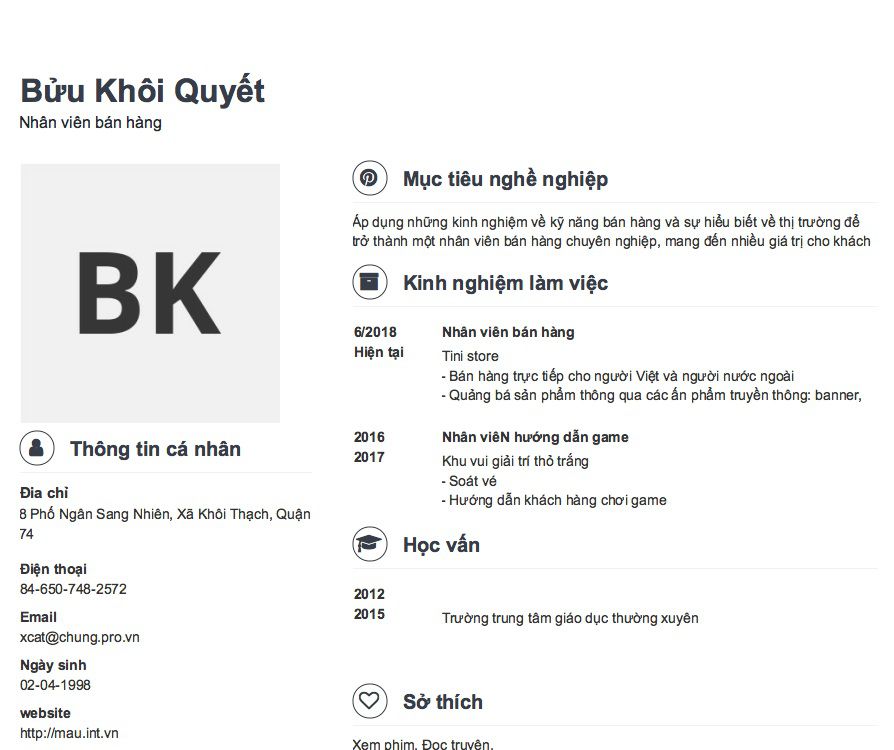 Bửu Khôi Quyết
Nhân viên bán hàng
BK
Thông tin cá nhân
Đia chỉ
8 Phố Ngân Sang Nhiên, Xã Khôi Thạch, Quận
74
Điện thoại
84-650-748-2572
Email
xcat@chung.pro.vn
Ngày sinh
02-04-1998
website
http://mau.int.vn
Mục tiêu nghề nghiệp
Áp dụng những kinh nghiệm về kỹ năng bán hàng và sự hiểu biết về thị trường để
trở thành một nhân viên bán hàng chuyên nghiệp, mang đến nhiều giá trị cho khách
Kinh nghiệm làm việc
6/2018
Hiện tại
Nhân viên bán hàng
Tini store
- Bán hàng trực tiếp cho người Việt và người nước ngoài
- Quảng bá sản phẩm thông qua các ấn phẩm truyền thông: banner,
2016
2017
Nhân viêN hướng dẫn game
Khu vui giải trí thỏ trắng
- Soát vé
- Hướng dẫn khách hàng chơi game
Học vấn
2012
2015
Trường trung tâm giáo dục thường xuyên
Sở thích
Xem phim. Đọc truyện.